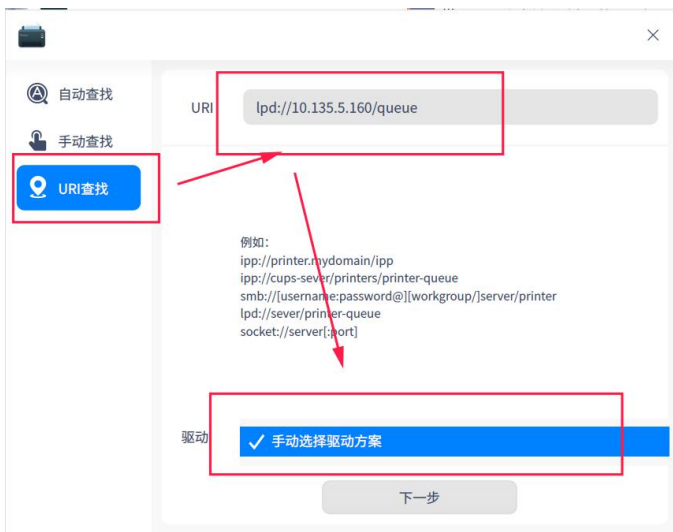 自动查找
手动查找
URI查找
URI
lpd://10.135.5.160/queue
例如：
ipp://printer.mydomain/ipp
ipp://cups-sever/printers/printer-queue
smb://[username:password@][workgroup/]server/printer
lpd://sever/printer-queue
socket://server[:port]
驱动
手动选择驱动方案
下一步